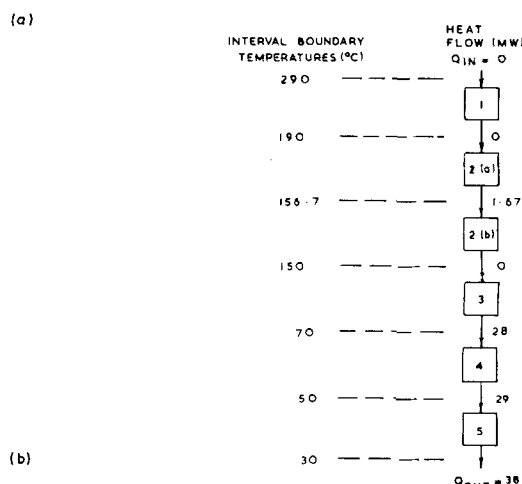 (a)
INTERVAL BOUNDARY TEMPERATURES (°C)
HEAT FLOW (MW)
Q IN = 0
290
1
190
0
2 (a)
156·7
1·67
2 (b)
150
0
3
70
28
4
50
29
5
(b)
30
= 38